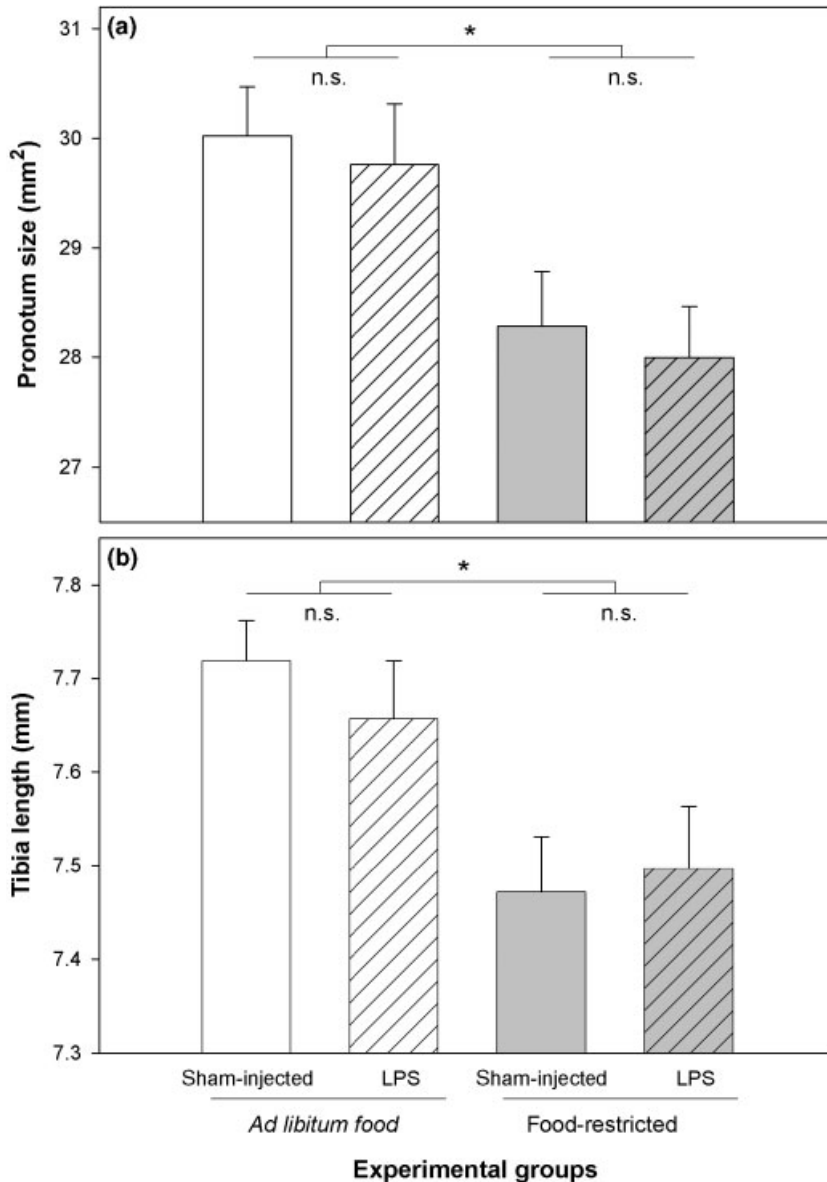 (a)
*
n.s. n.s.
31
30
29
28
27
Pronotum size (mm²)
(b)
*
n.s. n.s.
7.8
7.7
7.6
7.5
7.4
7.3
Tibia length (mm)
Sham-injected LPS Sham-injected LPS
Ad libitum food Food-restricted
Experimental groups